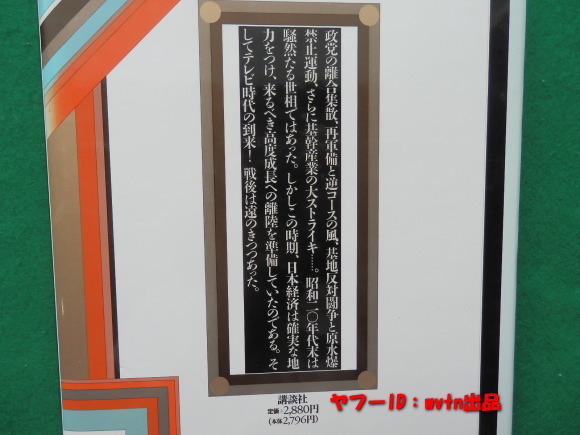 政党の離合集散、再軍備と逆コースの風、基地反対闘争と原水爆
禁止運動、さらに基幹産業の大ストライキ……。昭和二〇年代末は
騒然たる世相ではあった。しかしこの時期、日本経済は確実な地
力をつけ、来るべき高度成長への離陸を準備していたのである。そ
してテレビ時代の到来！ 戦後は遠のきつつあった。
講談社
定価=2,880円
(本体2,796円)
ヤフーID：mvtn出品